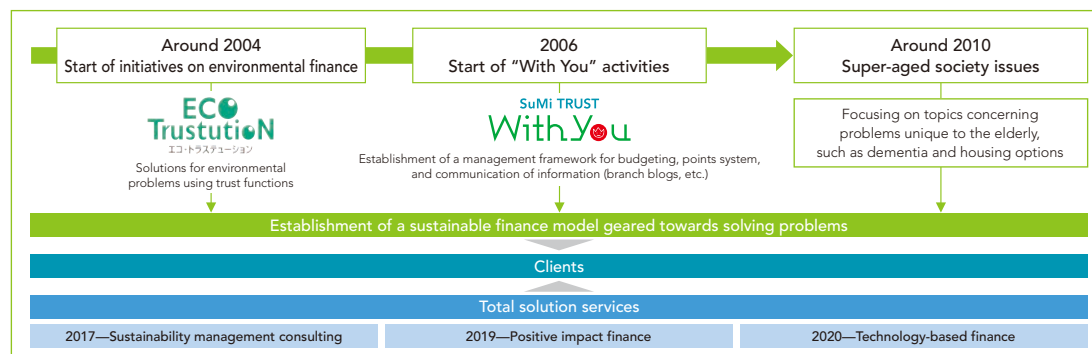 Around 2004
Start of initiatives on environmental finance
2006
Start of “With You” activities
Around 2010
Super-aged society issues
ECO
TrustutioN
エコ・トラステューション
Solutions for environmental
problems using trust functions
SuMi TRUST
With You
Establishment of a management framework for budgeting, points system,
and communication of information (branch blogs, etc.)
Focusing on topics concerning
problems unique to the elderly,
such as dementia and housing options
Establishment of a sustainable finance model geared towards solving problems
Clients
Total solution services
2017—Sustainability management consulting
2019—Positive impact finance
2020—Technology-based finance